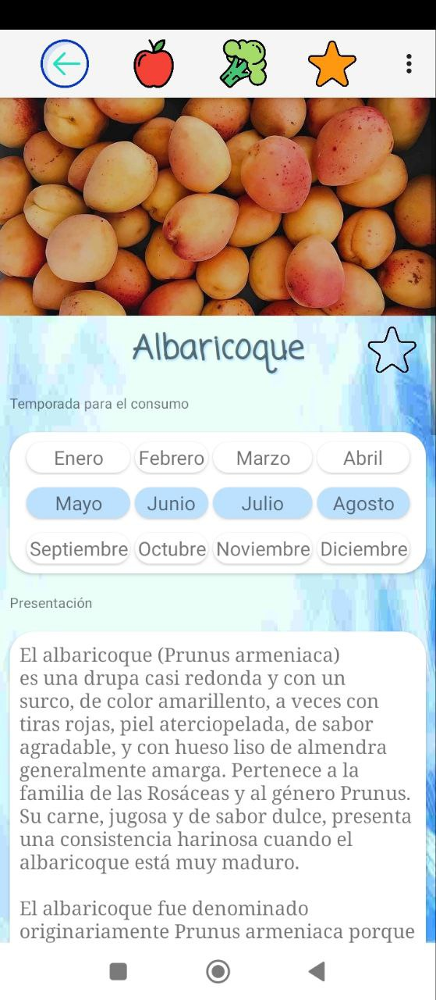 Albaricoque
Temporada para el consumo
Enero Febrero Marzo Abril
Mayo Junio Julio Agosto
Septiembre Octubre Noviembre Diciembre
Presentación
El albaricoque (Prunus armeniaca)
es una drupa casi redonda y con un
surco, de color amarillento, a veces con
tiras rojas, piel aterciopelada, de sabor
agradable, y con hueso liso de almendra
generalmente amarga. Pertenece a la
familia de las Rosáceas y al género Prunus.
Su carne, jugosa y de sabor dulce, presenta
una consistencia harinosa cuando el
albaricoque está muy maduro.
El albaricoque fue denominado
originariamente Prunus armeniaca porque